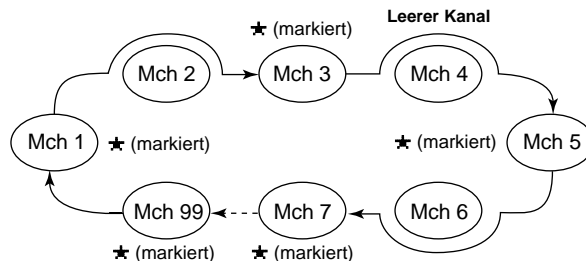 ★ (markiert)
Leerer Kanal
Mch 2
Mch 3
Mch 4
Mch 1
★ (markiert)
★ (markiert)
Mch 5
Mch 99
Mch 7
Mch 6
★ (markiert)
★ (markiert)